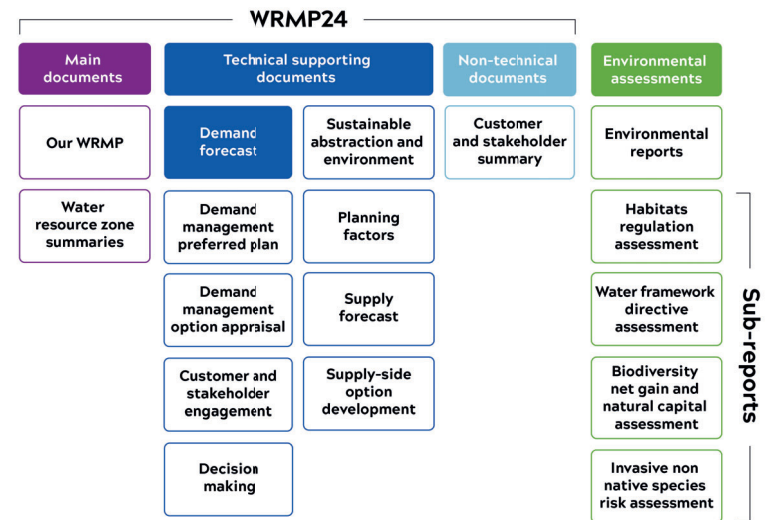 WRMP24
Main
documents
Technical supporting
documents
Non-technical
documents
Environmental
assessments
Our WRMP
Demand
forecast
Sustainable
abstraction and
environment
Customer
and stakeholder
summary
Environmental
reports
Water
resource zone
summaries
Demand
management
preferred plan
Planning
factors
Habitats
regulation
assessment
Demand
management
option appraisal
Supply
forecast
Water framework
directive
assessment
Customer and
stakeholder
engagement
Supply-side
option
development
Biodiversity
net gain and
natural capital
assessment
Decision
making
Invasive non
native species
risk assessment
Sub-reports